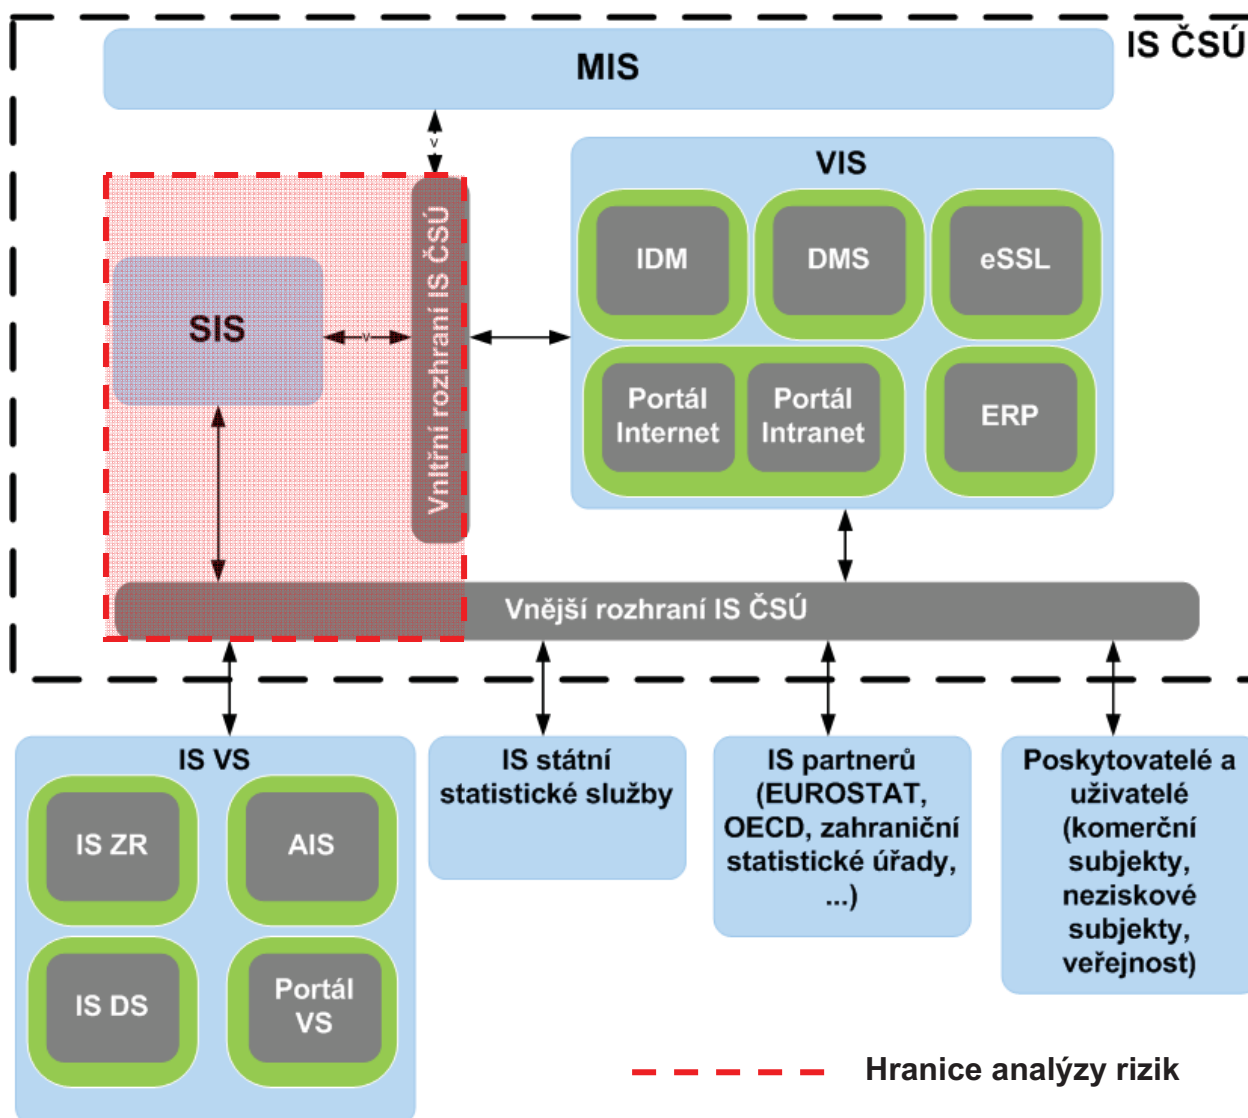 IS ČSÚ
MIS
VIS
IDM
DMS
eSSL
SIS
v
v
Vnitřní rozhraní IS ČSÚ
Portál
Internet
Portál
Intranet
ERP
Vnější rozhraní IS ČSÚ
IS VS
IS ZR
AIS
IS DS
Portál
VS
IS státní
statistické služby
IS partnerů
(EUROSTAT,
OECD, zahraniční
statistické úřady,
...)
Poskytovatelé a
uživatelé
(komerční
subjekty,
neziskové
subjekty,
veřejnost)
Hranice analýzy rizik